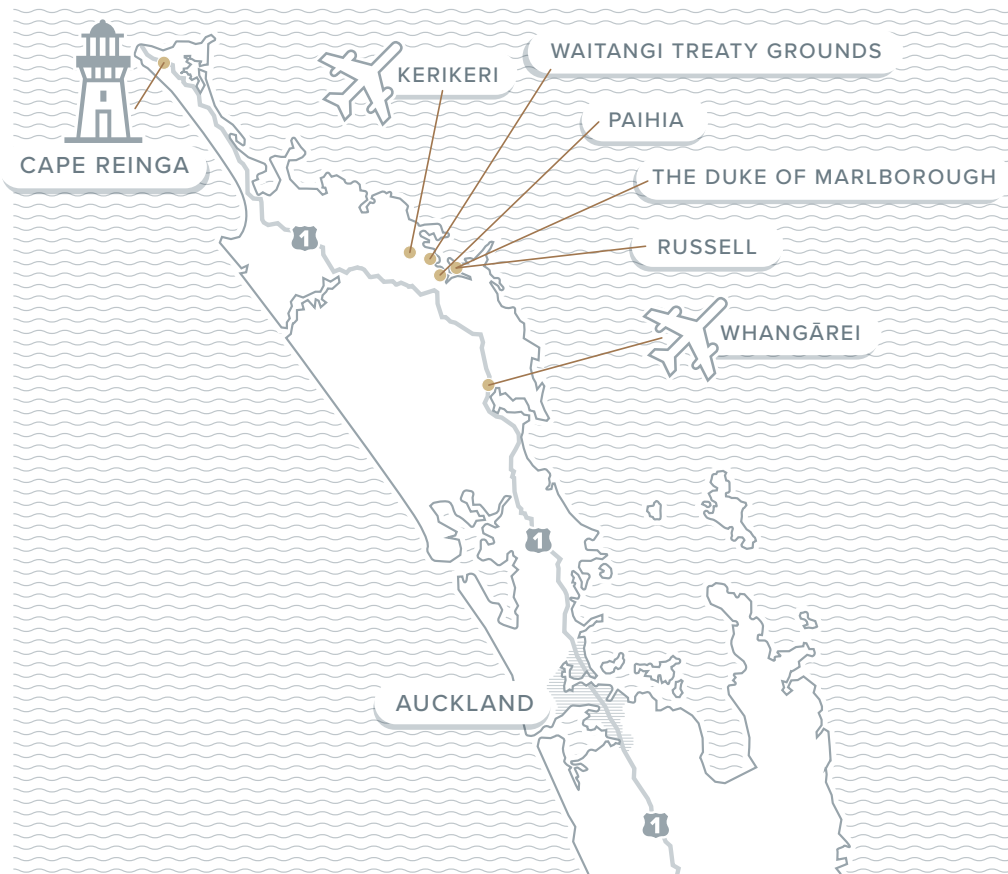 WAITANGI TREATY GROUNDS
KERIKERI
PAIHIA
CAPE REINGA
THE DUKE OF MARLBOROUGH
1
RUSSELL
WHANGĀREI
1
AUCKLAND
1